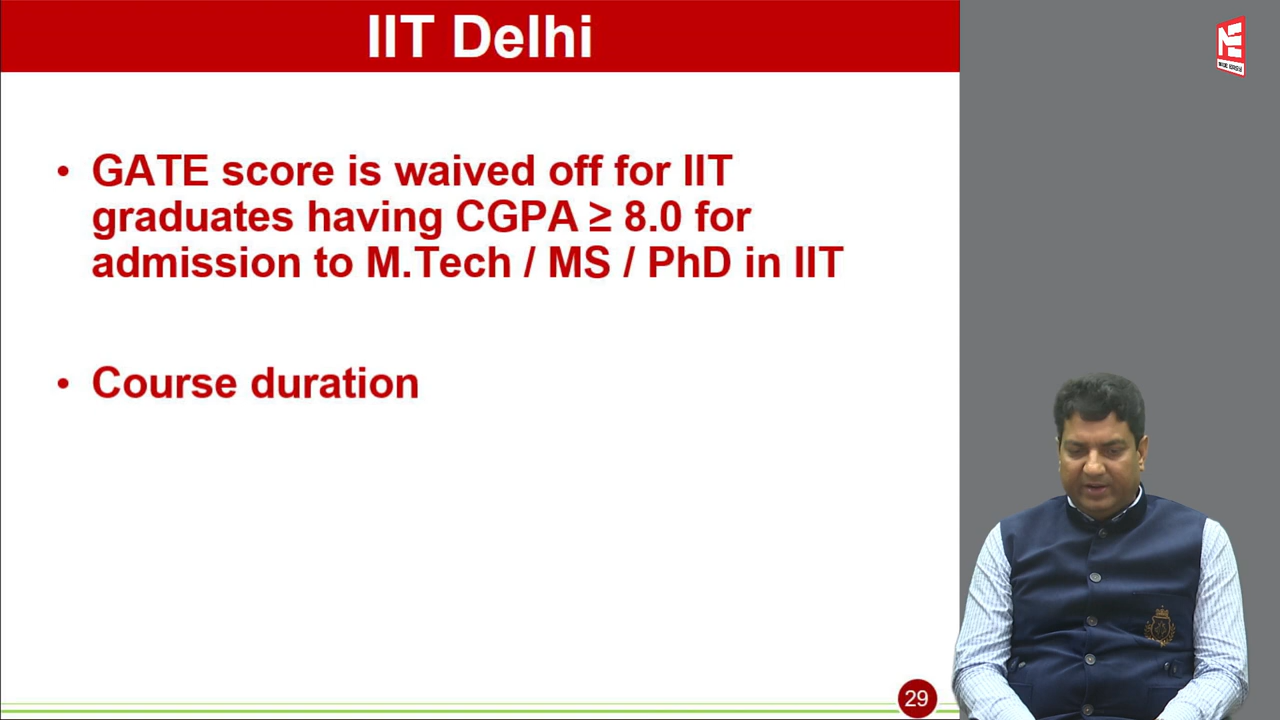 IIT Delhi
• GATE score is waived off for IIT
graduates having CGPA ≥ 8.0 for
admission to M.Tech / MS / PhD in IIT
• Course duration
29